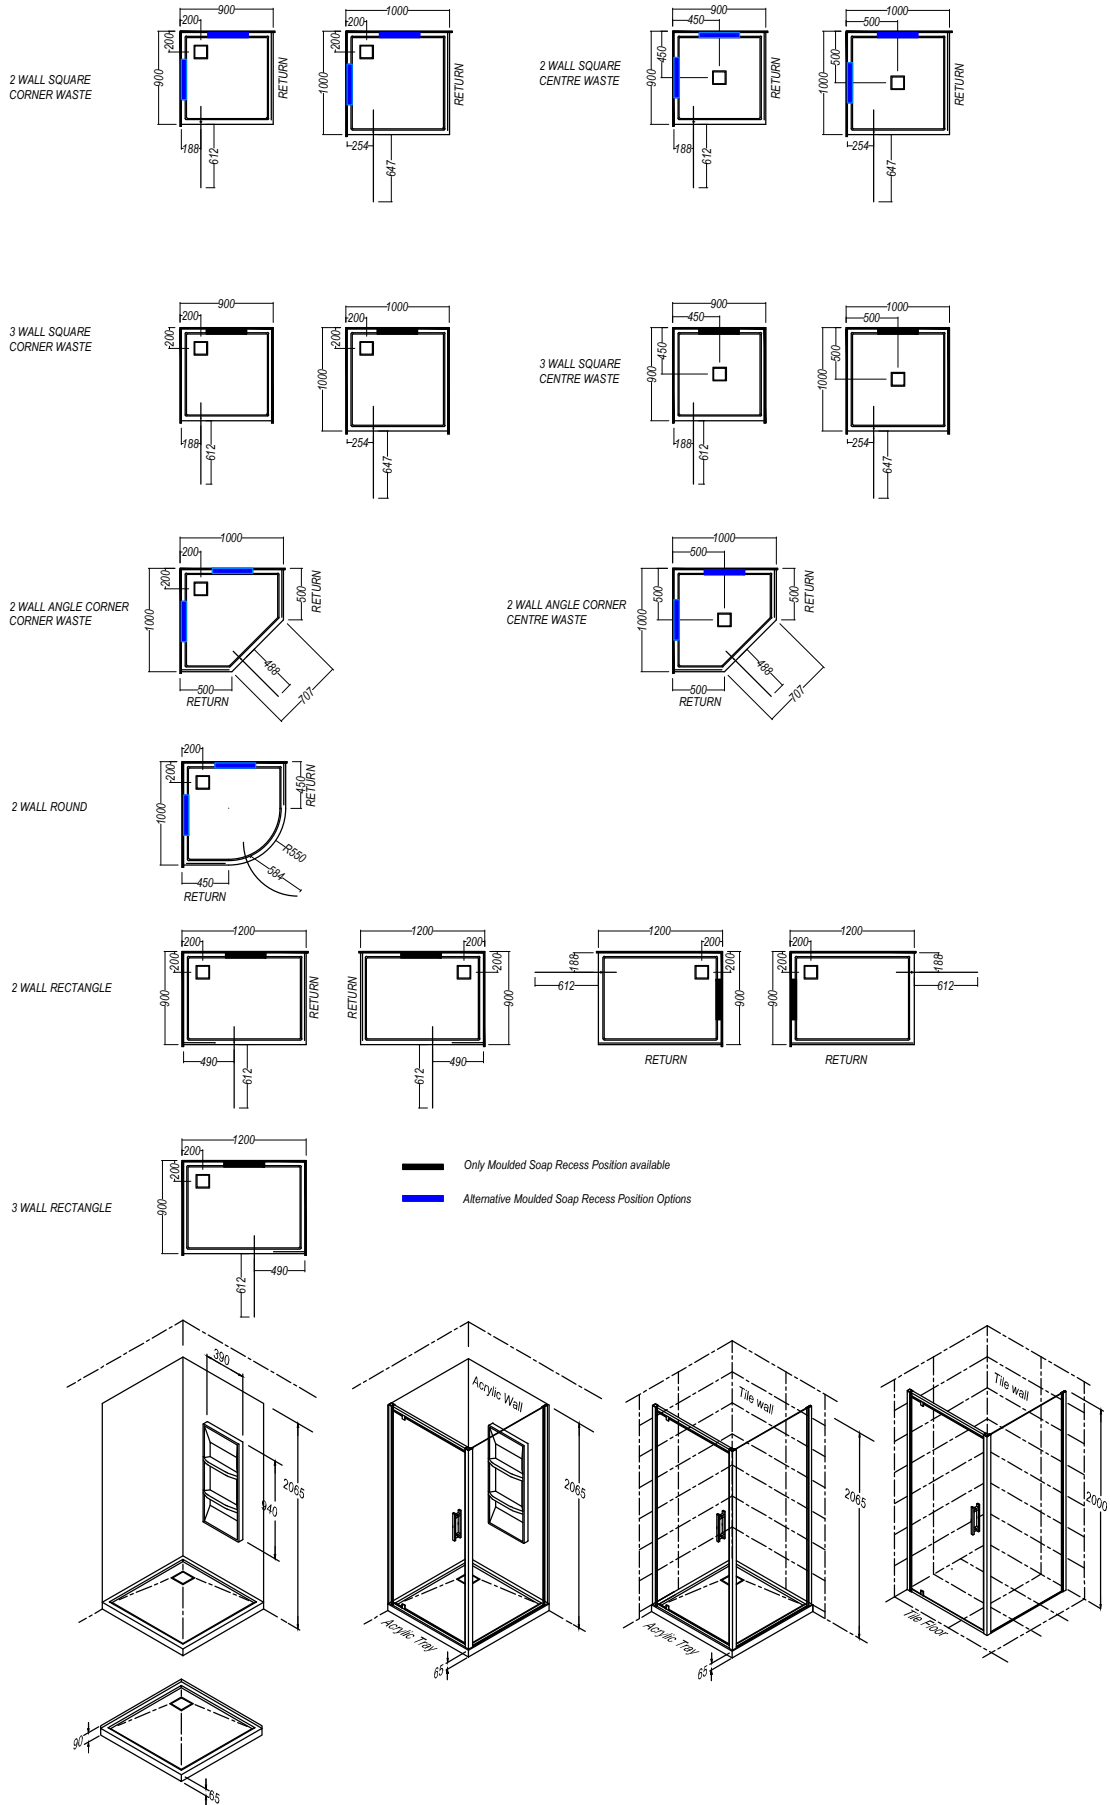 900
200
200
900
RETURN
188
612
1000
200
200
1000
RETURN
254
647
900
450
450
900
RETURN
188
612
1000
500
500
1000
RETURN
254
647
2 WALL SQUARE
CORNER WASTE
2 WALL SQUARE
CENTRE WASTE
900
200
200
188
612
1000
200
200
1000
254
647
900
450
450
900
188
612
1000
500
500
1000
254
647
3 WALL SQUARE
CORNER WASTE
3 WALL SQUARE
CENTRE WASTE
1000
200
200
1000
500
RETURN
488
707
500
RETURN
2 WALL ANGLE CORNER
CORNER WASTE
1000
500
500
1000
500
RETURN
488
707
500
RETURN
2 WALL ANGLE CORNER
CENTRE WASTE
200
200
1000
450
RETURN
R550
584
450
RETURN
2 WALL ROUND
1200
200
200
900
RETURN
490
612
1200
200
200
900
RETURN
490
612
1200
200
200
188
612
900
RETURN
1200
200
200
188
612
900
RETURN
2 WALL RECTANGLE
1200
200
200
900
490
612
3 WALL RECTANGLE
Only Moulded Soap Recess Position available
Alternative Moulded Soap Recess Position Options
390
940
2065
Acrylic Wall
2065
Acrylic Tray
65
Tile wall
2065
Acrylic Tray
65
Tile wall
2000
Tile Floor
90
65